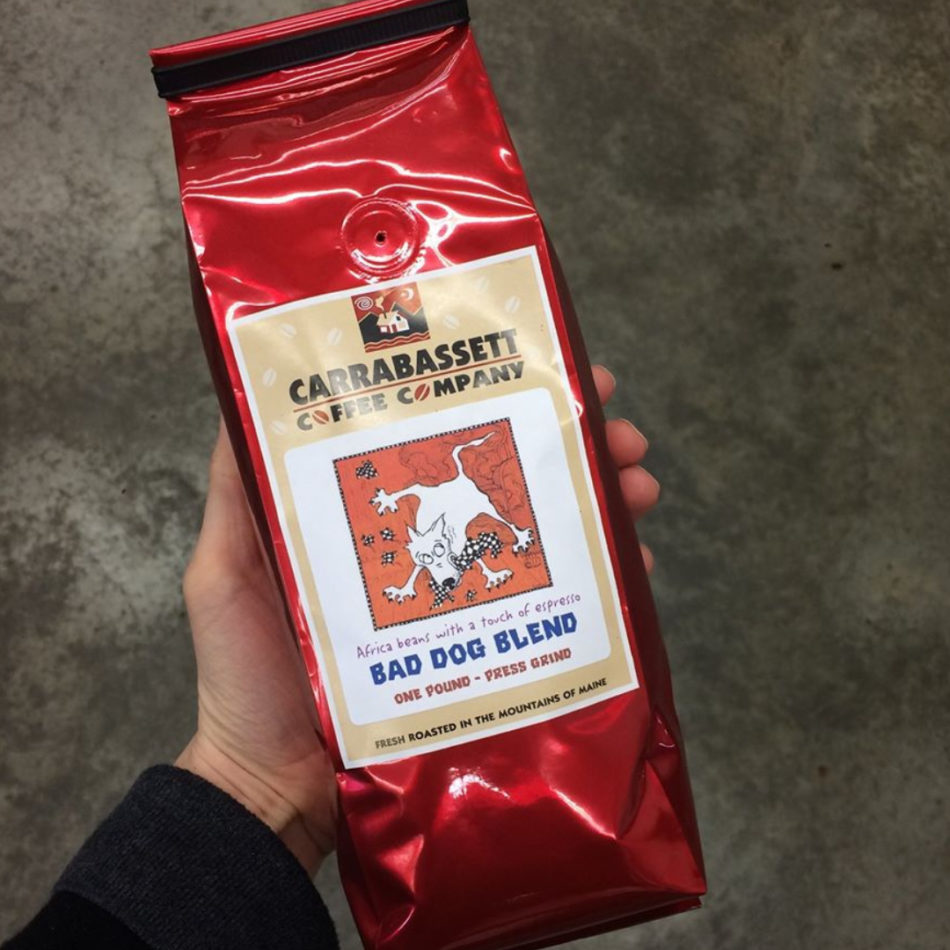 CARRABASSETT
COFFEE COMPANY
Africa beans with a touch of espresso
BAD DOG BLEND
ONE POUND - PRESS GRIND
FRESH ROASTED IN THE MOUNTAINS OF MAINE